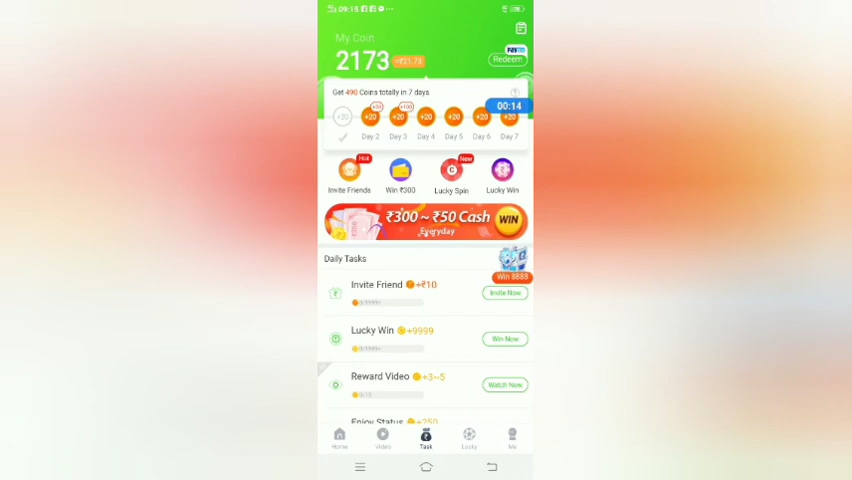 09:15
My Coin
2173 ≈₹21.73
Paytm
Redeem
Get 490 Coins totally in 7 days
00:14
+20 +20 +20 +20 +20 +20 +20
Day 2 Day 3 Day 4 Day 5 Day 6 Day 7
Hot
New
Invite Friends Win ₹300 Lucky Spin Lucky Win
₹300 ~ ₹50 Cash
Everyday
WIN
Daily Tasks
Win 8888
Invite Friend +₹10
Invite Now
Lucky Win +9999
Win Now
Reward Video +3~5
Watch Now
Enjoy Status +250
Home Video Task Lucky Me